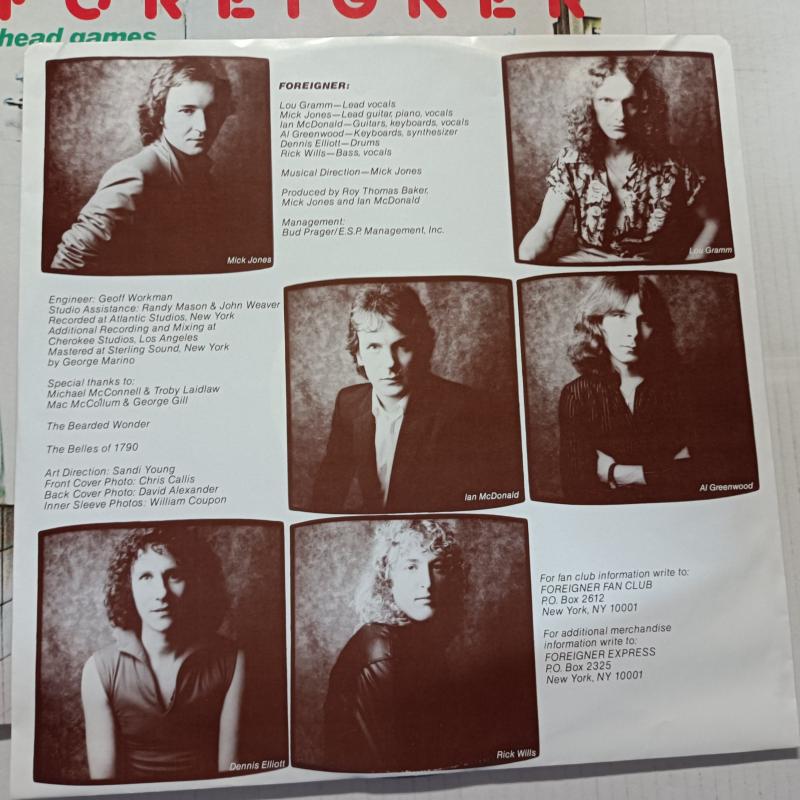 FOREIGNER
head games
FOREIGNER:
Lou Gramm—Lead vocals
Mick Jones—Lead guitar, piano, vocals
Ian McDonald—Guitars, keyboards, vocals
Al Greenwood—Keyboards, synthesizer
Dennis Elliott—Drums
Rick Wills—Bass, vocals
Musical Direction—Mick Jones
Produced by Roy Thomas Baker,
Mick Jones and Ian McDonald
Management:
Bud Prager/E.S.P. Management, Inc.
Mick Jones
Lou Gramm
Engineer: Geoff Workman
Studio Assistance: Randy Mason & John Weaver
Recorded at Atlantic Studios, New York
Additional Recording and Mixing at
Cherokee Studios, Los Angeles
Mastered at Sterling Sound, New York
by George Marino
Special thanks to:
Michael McConnell & Troby Laidlaw
Mac McCollum & George Gill
The Bearded Wonder
The Belles of 1790
Art Direction: Sandi Young
Front Cover Photo: Chris Callis
Back Cover Photo: David Alexander
Inner Sleeve Photos: William Coupon
Ian McDonald
Al Greenwood
Dennis Elliott
Rick Wills
For fan club information write to:
FOREIGNER FAN CLUB
P.O. Box 2612
New York, NY 10001
For additional merchandise
information write to:
FOREIGNER EXPRESS
P.O. Box 2325
New York, NY 10001